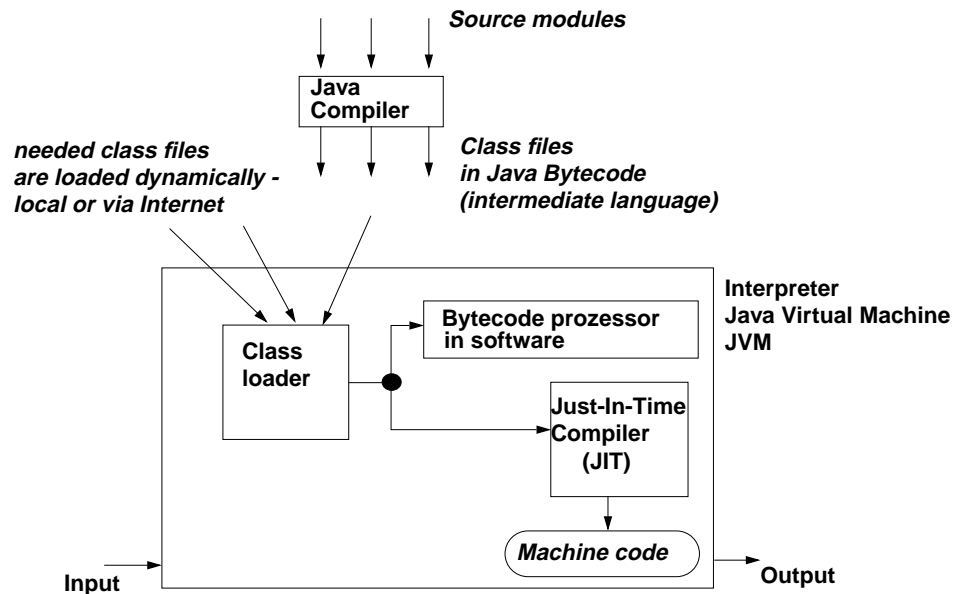 Source modules
Java
Compiler
needed class files
are loaded dynamically -
local or via Internet
Class files
in Java Bytecode
(intermediate language)
Interpreter
Java Virtual Machine
JVM
Bytecode prozessor
in software
Class
loader
Just-In-Time
Compiler
(JIT)
Machine code
Input
Output